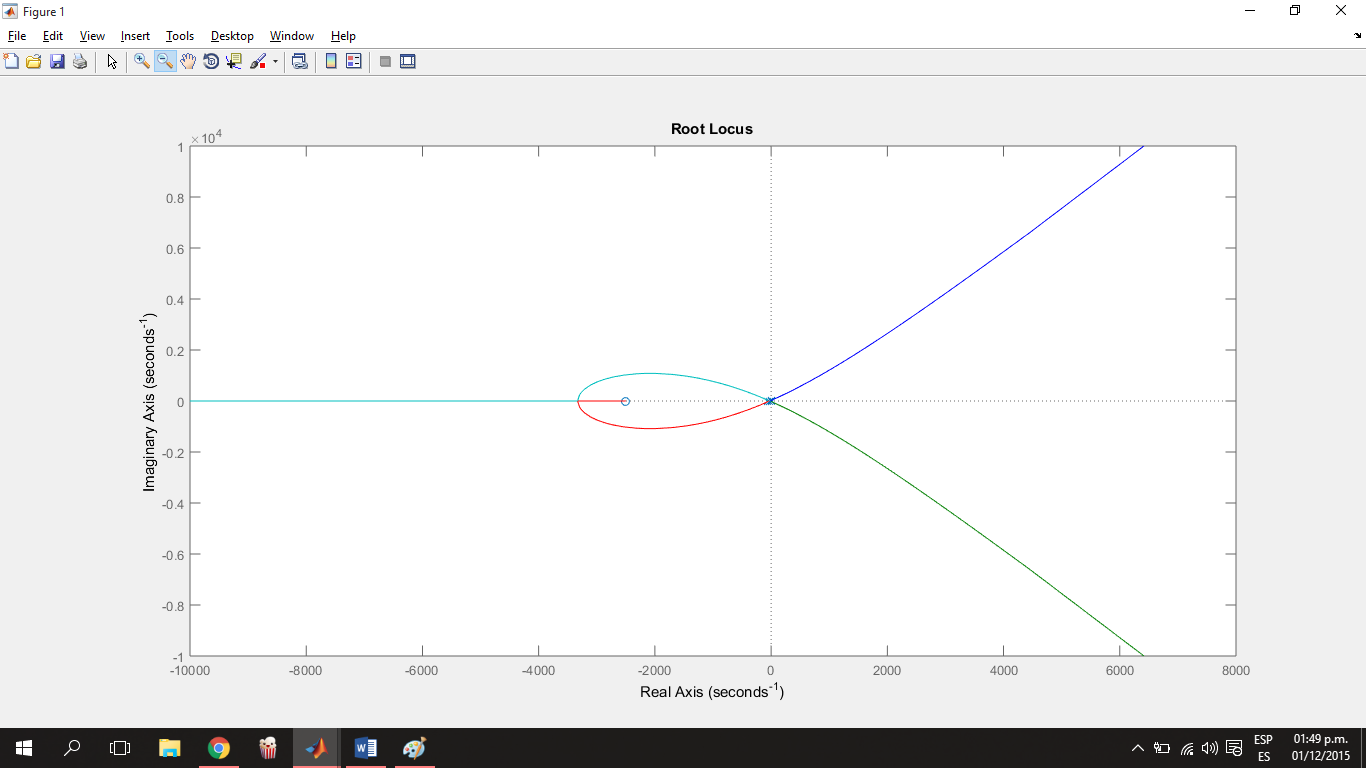 Figure 1
File Edit View Insert Tools Desktop Window Help
Root Locus
×10⁴
1
0.8
0.6
0.4
0.2
0
-0.2
-0.4
-0.6
-0.8
-1
Imaginary Axis (seconds⁻¹)
-10000 -8000 -6000 -4000 -2000 0 2000 4000 6000 8000
Real Axis (seconds⁻¹)
ESP
ES
01:49 p.m.
01/12/2015